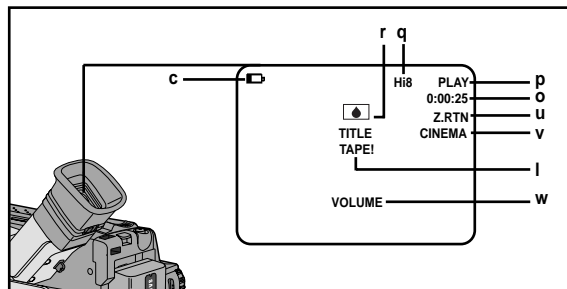 r q
c
Hi8 PLAY p
0:00:25 o
Z.RTN u
TITLE CINEMA v
TAPE!
l
VOLUME w